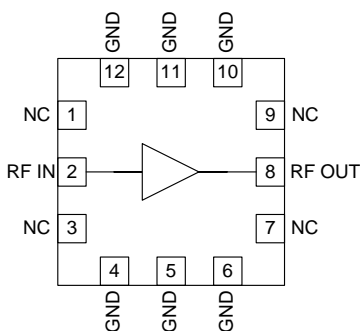 GND GND GND
12 11 10
NC 1 9 NC
RF IN 2 8 RF OUT
NC 3 7 NC
4 5 6
GND GND GND